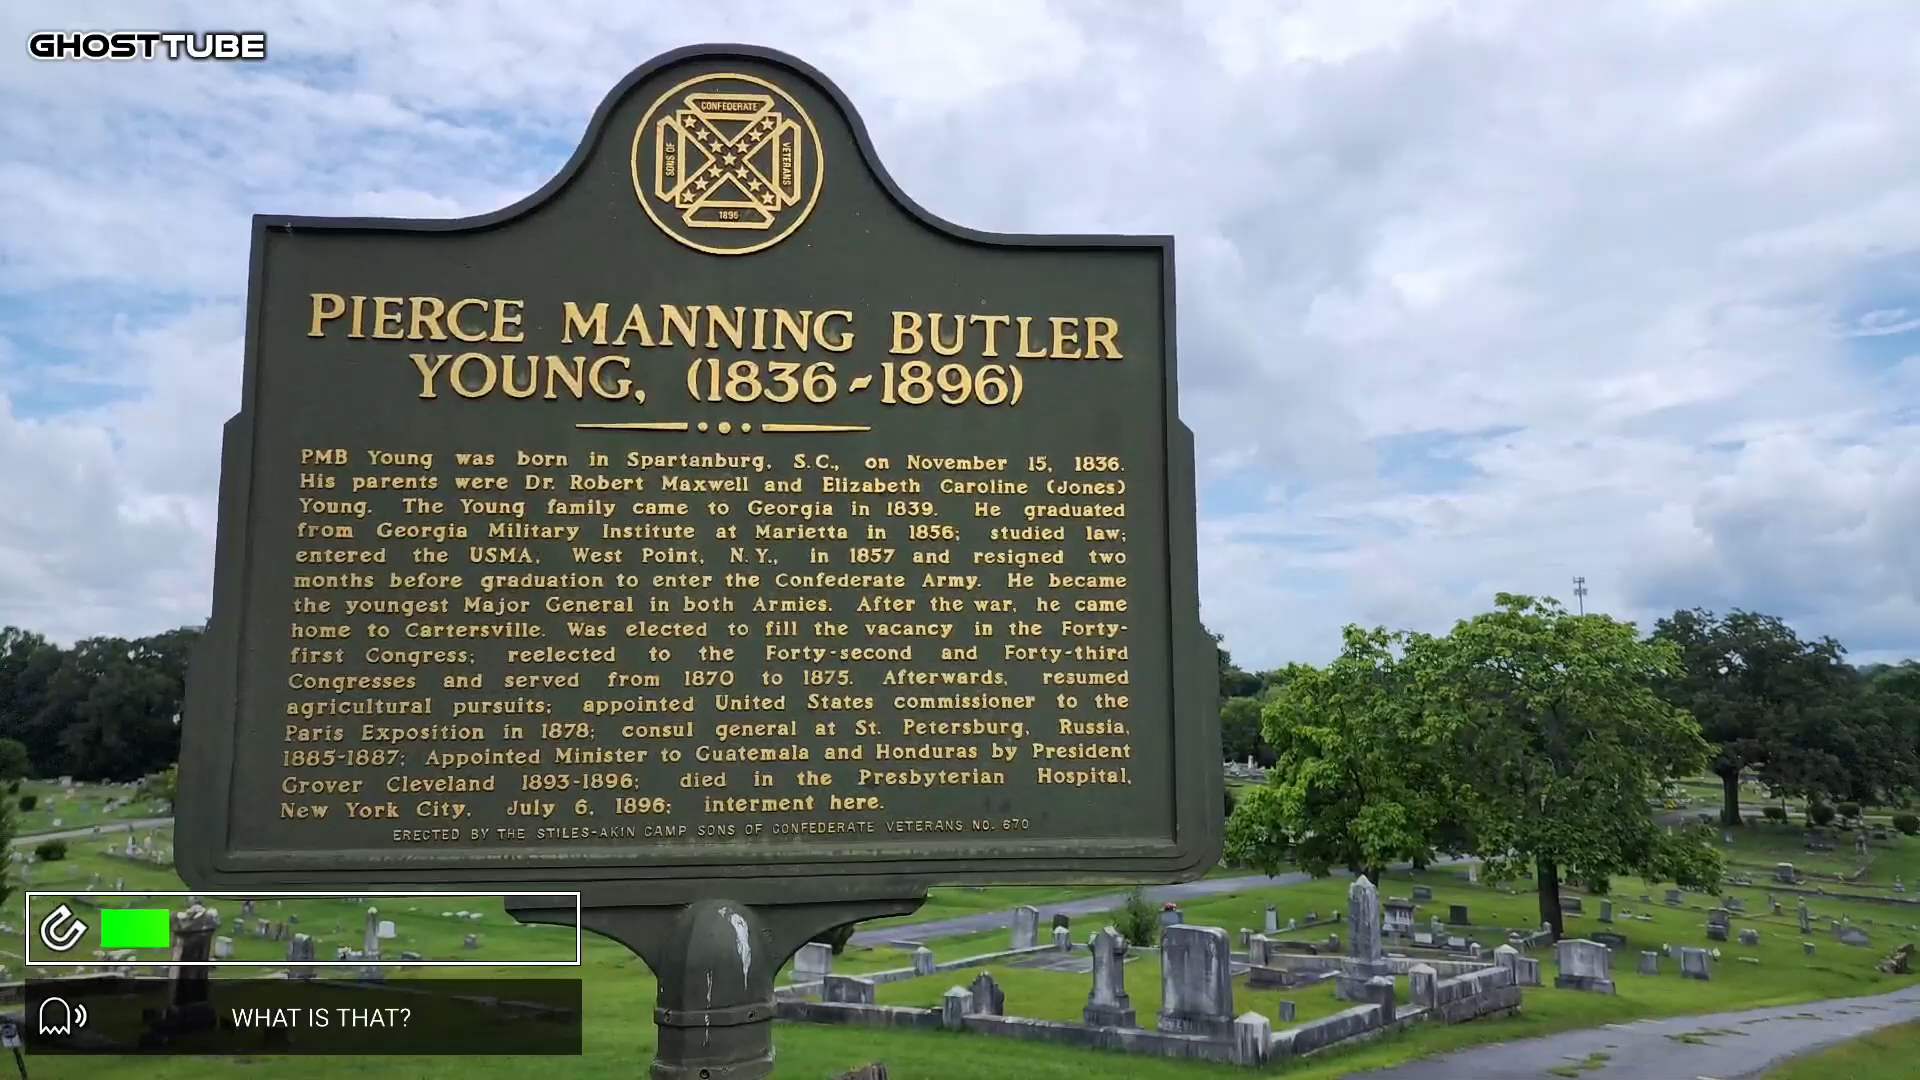 GHOSTTUBE
CONFEDERATE
SONS OF
VETERANS
1896
PIERCE MANNING BUTLER
YOUNG, (1836-1896)
PMB Young was born in Spartanburg, S.C., on November 15, 1836.
His parents were Dr. Robert Maxwell and Elizabeth Caroline (Jones)
Young. The Young family came to Georgia in 1839. He graduated
from Georgia Military Institute at Marietta in 1856; studied law;
entered the USMA, West Point, N.Y., in 1857 and resigned two
months before graduation to enter the Confederate Army. He became
the youngest Major General in both Armies. After the war, he came
home to Cartersville. Was elected to fill the vacancy in the Forty-
first Congress; reelected to the Forty-second and Forty-third
Congresses and served from 1870 to 1875. Afterwards, resumed
agricultural pursuits; appointed United States commissioner to the
Paris Exposition in 1878; consul general at St. Petersburg, Russia,
1885-1887; Appointed Minister to Guatemala and Honduras by President
Grover Cleveland 1893-1896; died in the Presbyterian Hospital,
New York City, July 6, 1896; interment here.
ERECTED BY THE STILES-AKIN CAMP SONS OF CONFEDERATE VETERANS NO. 670
WHAT IS THAT?